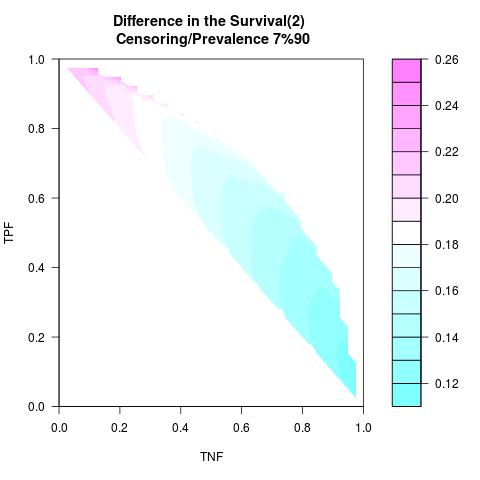 Difference in the Survival(2)
Censoring/Prevalence 7%90
1.0
0.8
0.6
0.4
0.2
0.0
TPF
0.0 0.2 0.4 0.6 0.8 1.0
TNF
0.26
0.24
0.22
0.20
0.18
0.16
0.14
0.12